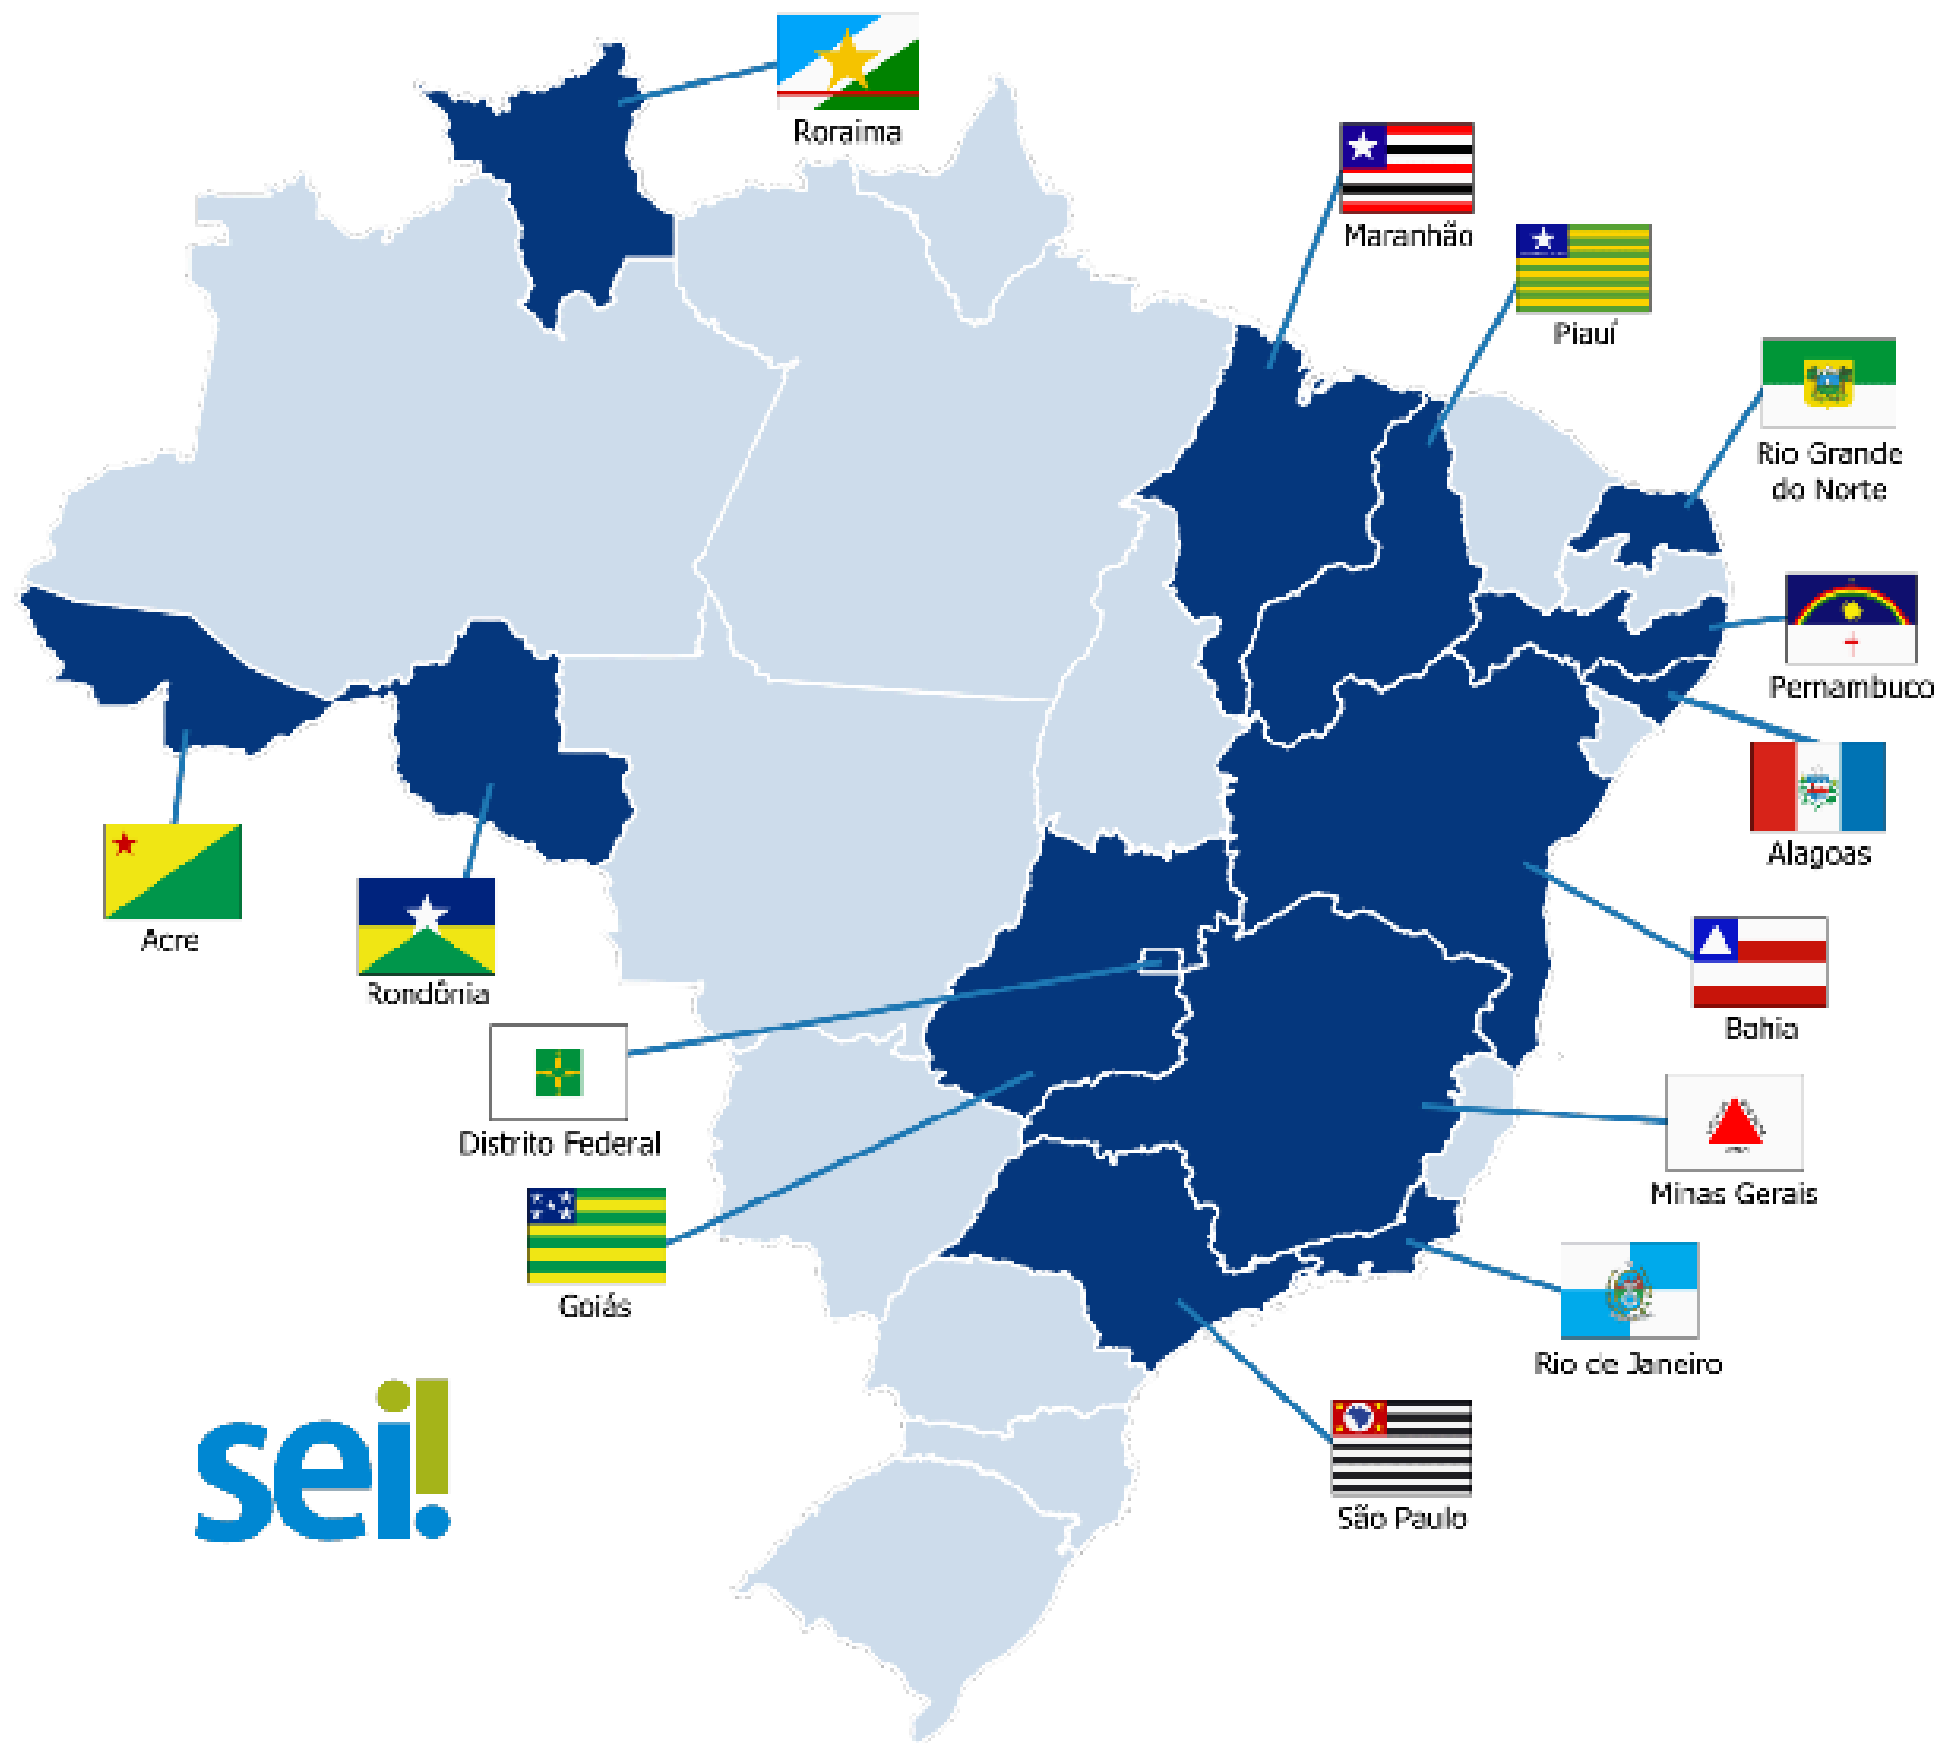 Roraima
Maranhão
Piauí
Rio Grande
do Norte
Pernambuco
Alagoas
Acre
Rondônia
Bahia
Distrito Federal
Minas Gerais
Goiás
Rio de Janeiro
São Paulo
sei!